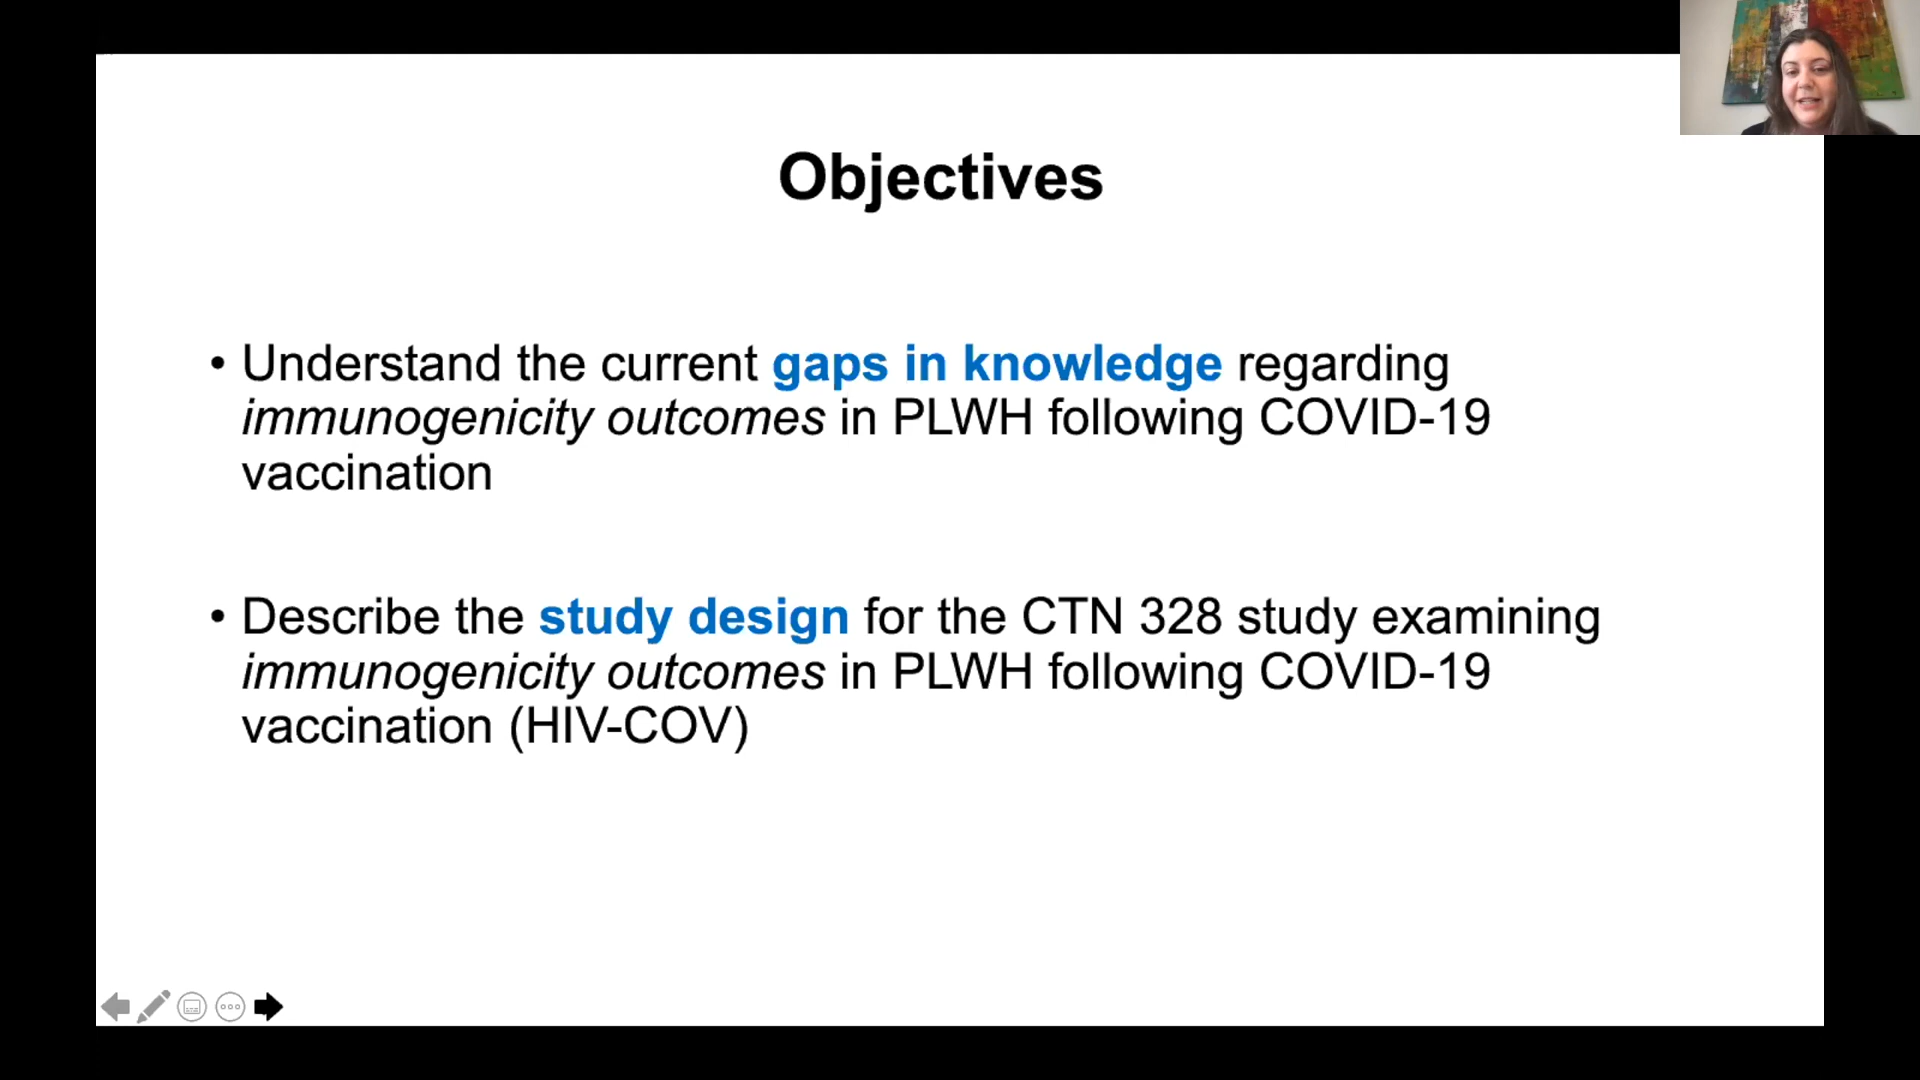 Objectives
• Understand the current gaps in knowledge regarding
immunogenicity outcomes in PLWH following COVID-19
vaccination
• Describe the study design for the CTN 328 study examining
immunogenicity outcomes in PLWH following COVID-19
vaccination (HIV-COV)